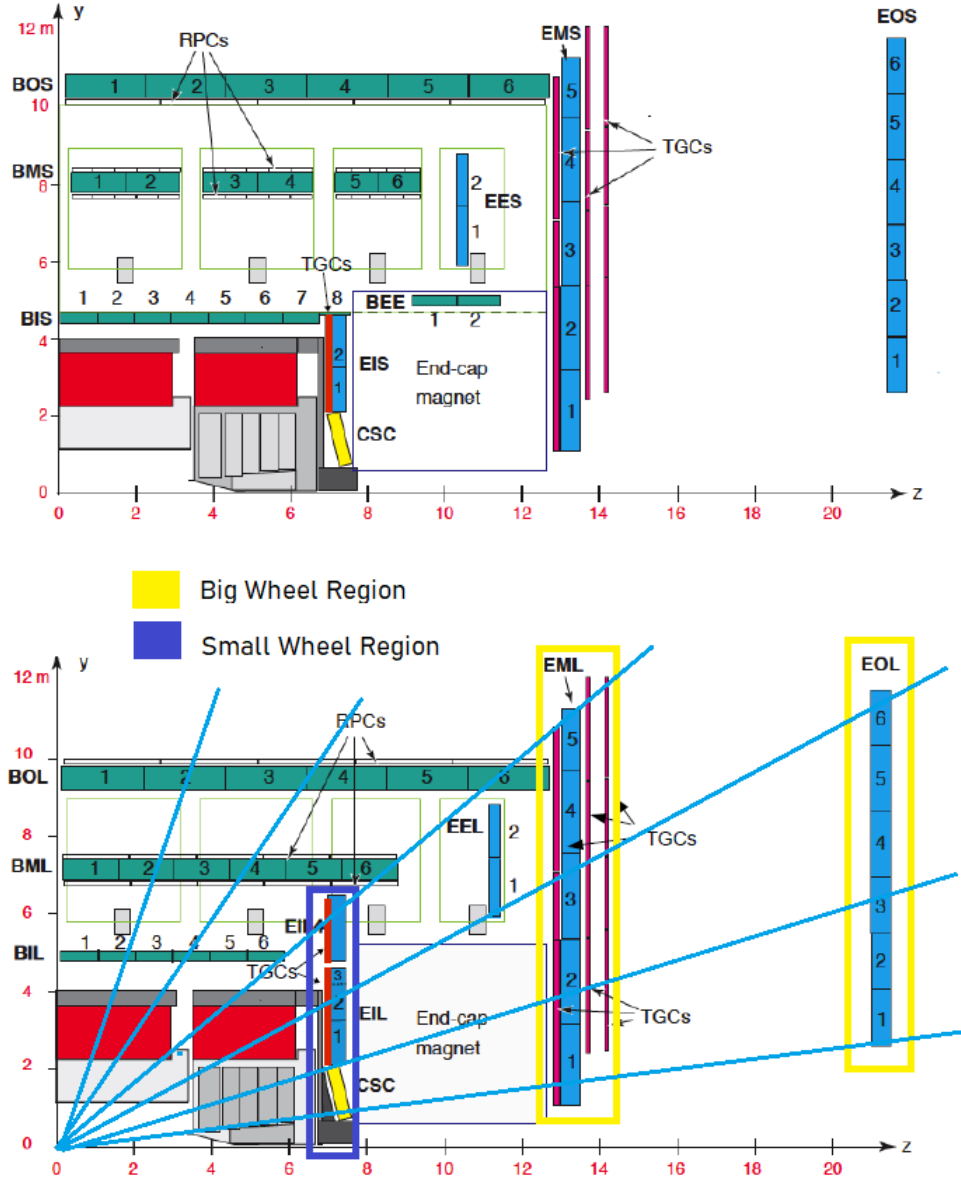 y
12 m
RPCs
EMS
EOS
BOS
1 2 3 4 5 6
10
5
6
5
TGCs
BMS
8
1 2 3 4 5 6
2
EES
1
4
4
6
TGCs
3
3
1 2 3 4 5 6 7 8
BEE
1 2
BIS
4
2
EIS
1
End-cap
magnet
2
2
1
2
CSC
1
0
z
0 2 4 6 8 10 12 14 16 18 20
Big Wheel Region
Small Wheel Region
y
12 m
EML
EOL
RPCs
6
10
5
BOL
1 2 3 4 5 6
5
4
EEL
2
TGCs
4
8
BML
1 2 3 4 5 6
1
3
3
6
EIL4
BIL
1 2 3 4 5 6
2
2
TGCs
3
4
2
EIL
1
End-cap
magnet
TGCs
1
1
2
CSC
0
z
0 2 4 6 8 10 12 14 16 18 20